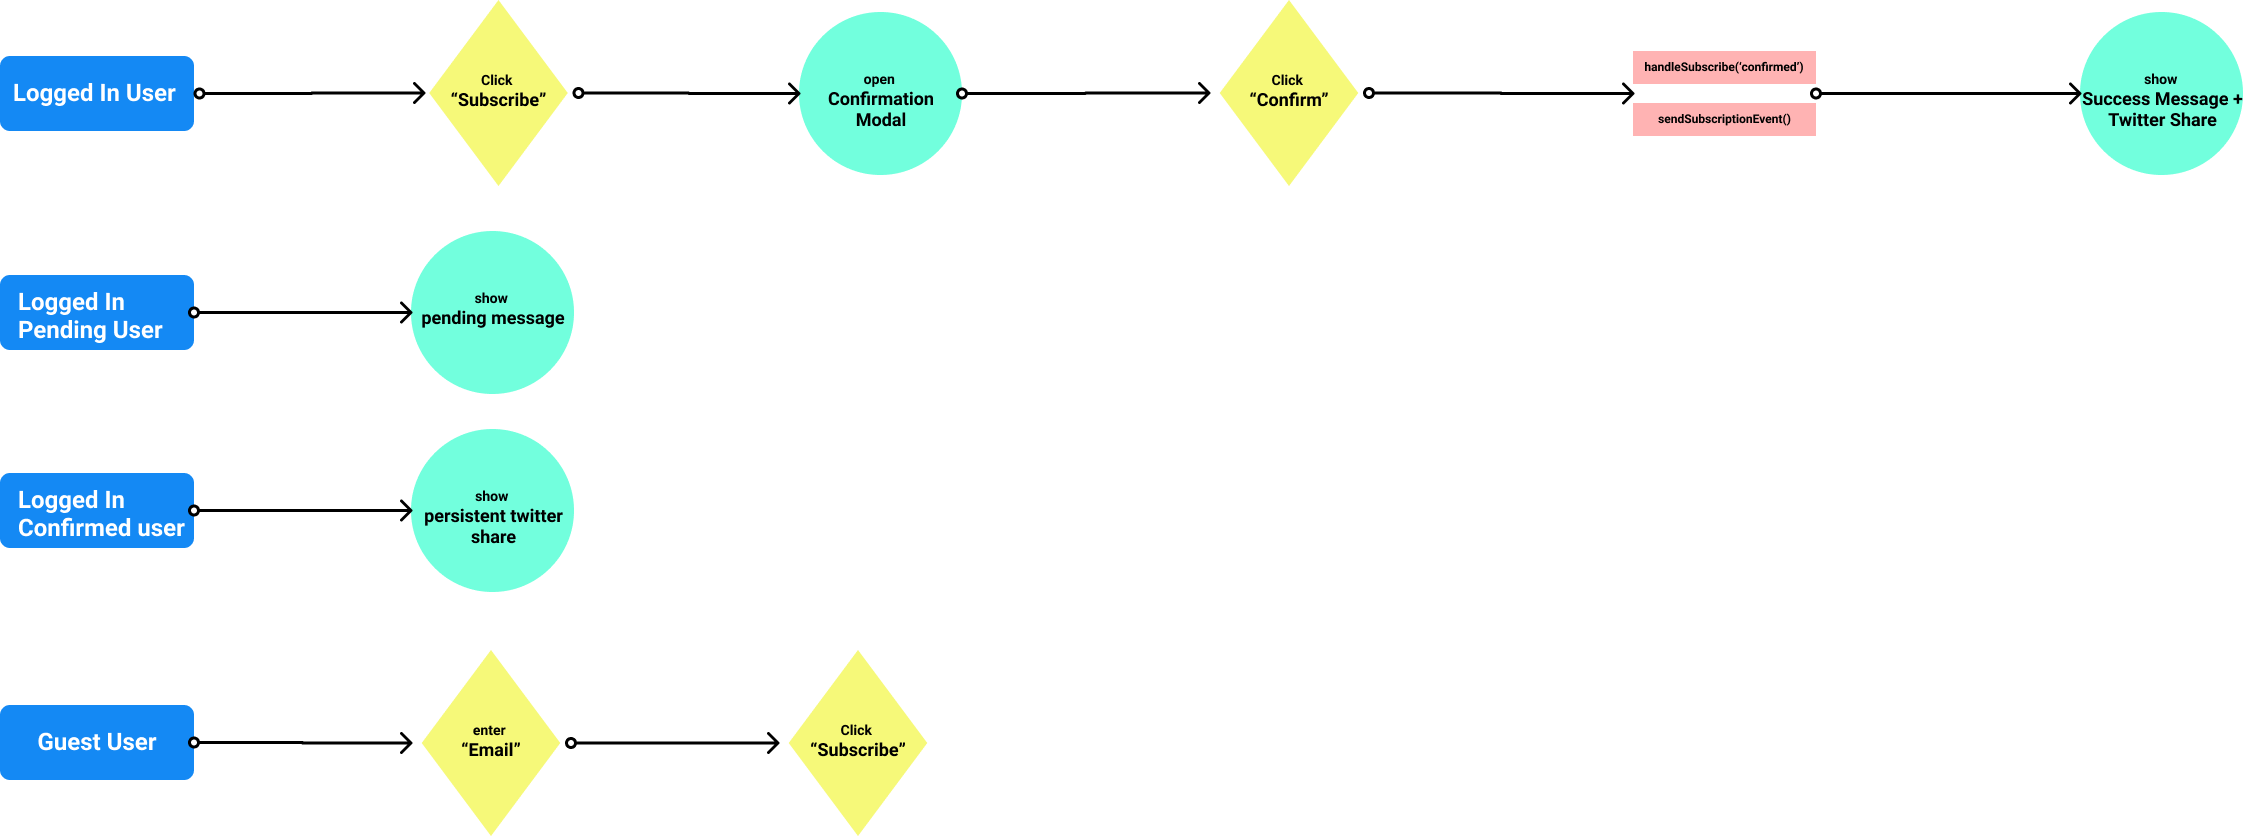 Logged In User
Click
“Subscribe”
open
Confirmation
Modal
Click
“Confirm”
handleSubscribe(‘confirmed’)
sendSubscriptionEvent()
show
Success Message +
Twitter Share
Logged In
Pending User
show
pending message
Logged In
Confirmed user
show
persistent twitter
share
Guest User
enter
“Email”
Click
“Subscribe”